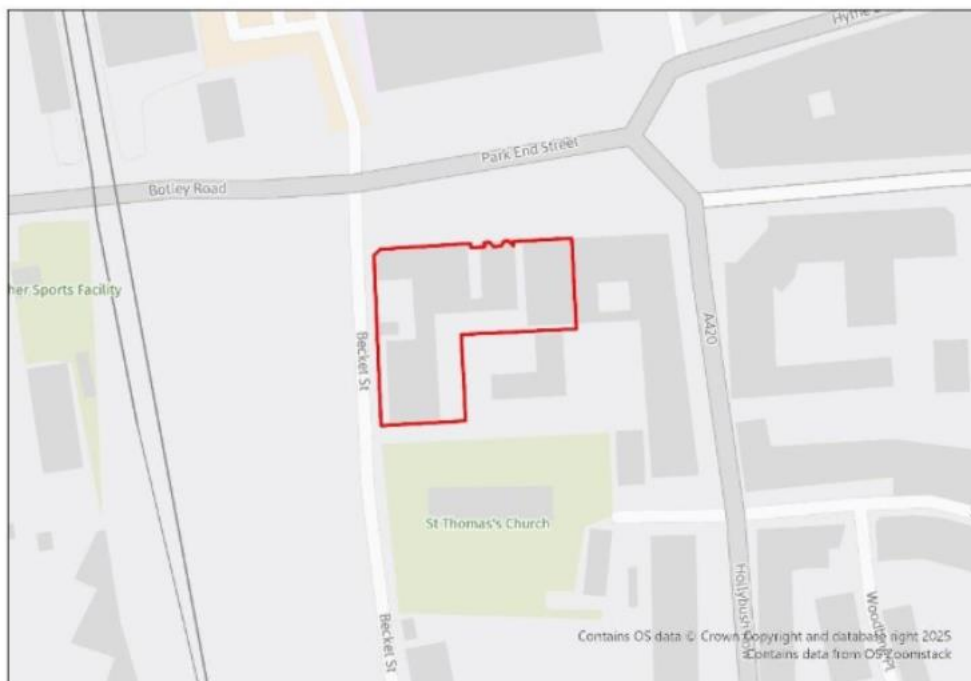 Hythe
Park End Street
Botley Road
her Sports Facility
A420
Becket St
St Thomas's Church
Hollybush Row
Becket St
Contains OS data © Crown Copyright and database right 2025
Contains data from OS Zoomstack